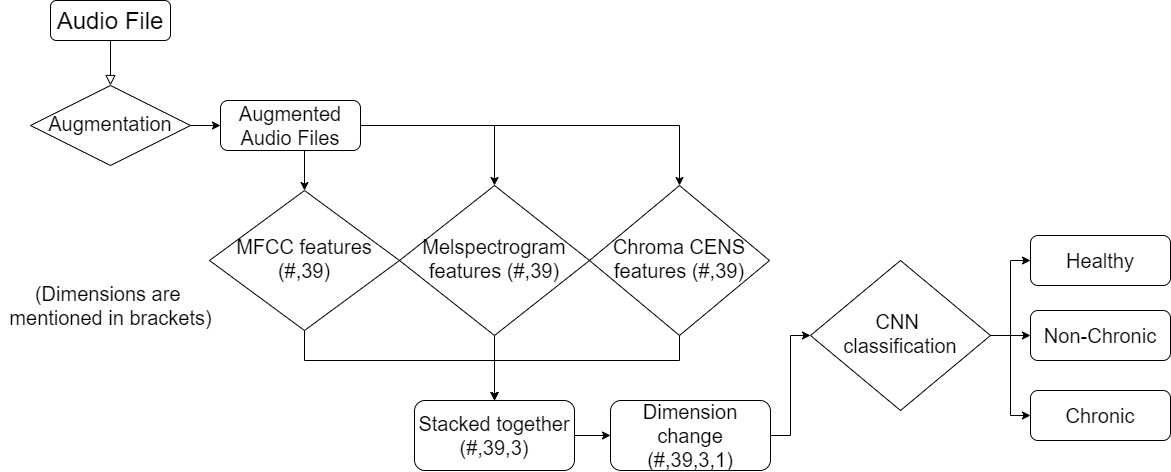 Audio File
Augmentation
Augmented
Audio Files
MFCC features
(#,39)
Melspectrogram
features (#,39)
Chroma CENS
features (#,39)
(Dimensions are
mentioned in brackets)
Stacked together
(#,39,3)
Dimension
change
(#,39,3,1)
CNN
classification
Healthy
Non-Chronic
Chronic